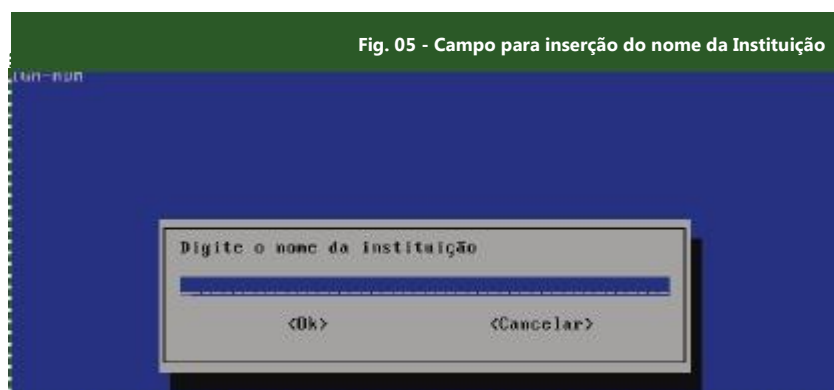 Fig. 05 - Campo para inserção do nome da Instituição
Digite o nome da instituição
<Ok> <Cancelar>